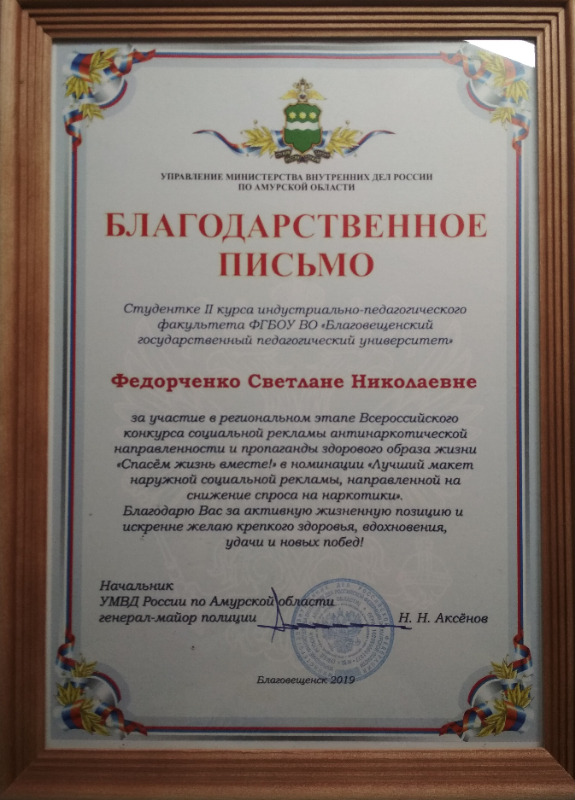 УПРАВЛЕНИЕ МИНИСТЕРСТВА ВНУТРЕННИХ ДЕЛ РОССИИ
ПО АМУРСКОЙ ОБЛАСТИ
БЛАГОДАРСТВЕННОЕ
ПИСЬМО
Студентке II курса индустриально-педагогического
факультета ФГБОУ ВО «Благовещенский
государственный педагогический университет»
Федорченко Светлане Николаевне
за участие в региональном этапе Всероссийского
конкурса социальной рекламы антинаркотической
направленности и пропаганды здорового образа жизни
«Спасём жизнь вместе!» в номинации «Лучший макет
наружной социальной рекламы, направленной на
снижение спроса на наркотики».
Благодарю Вас за активную жизненную позицию и
искренне желаю крепкого здоровья, вдохновения,
удачи и новых побед!
Начальник
УМВД России по Амурской области
генерал-майор полиции Н. Н. Аксёнов
Благовещенск 2019